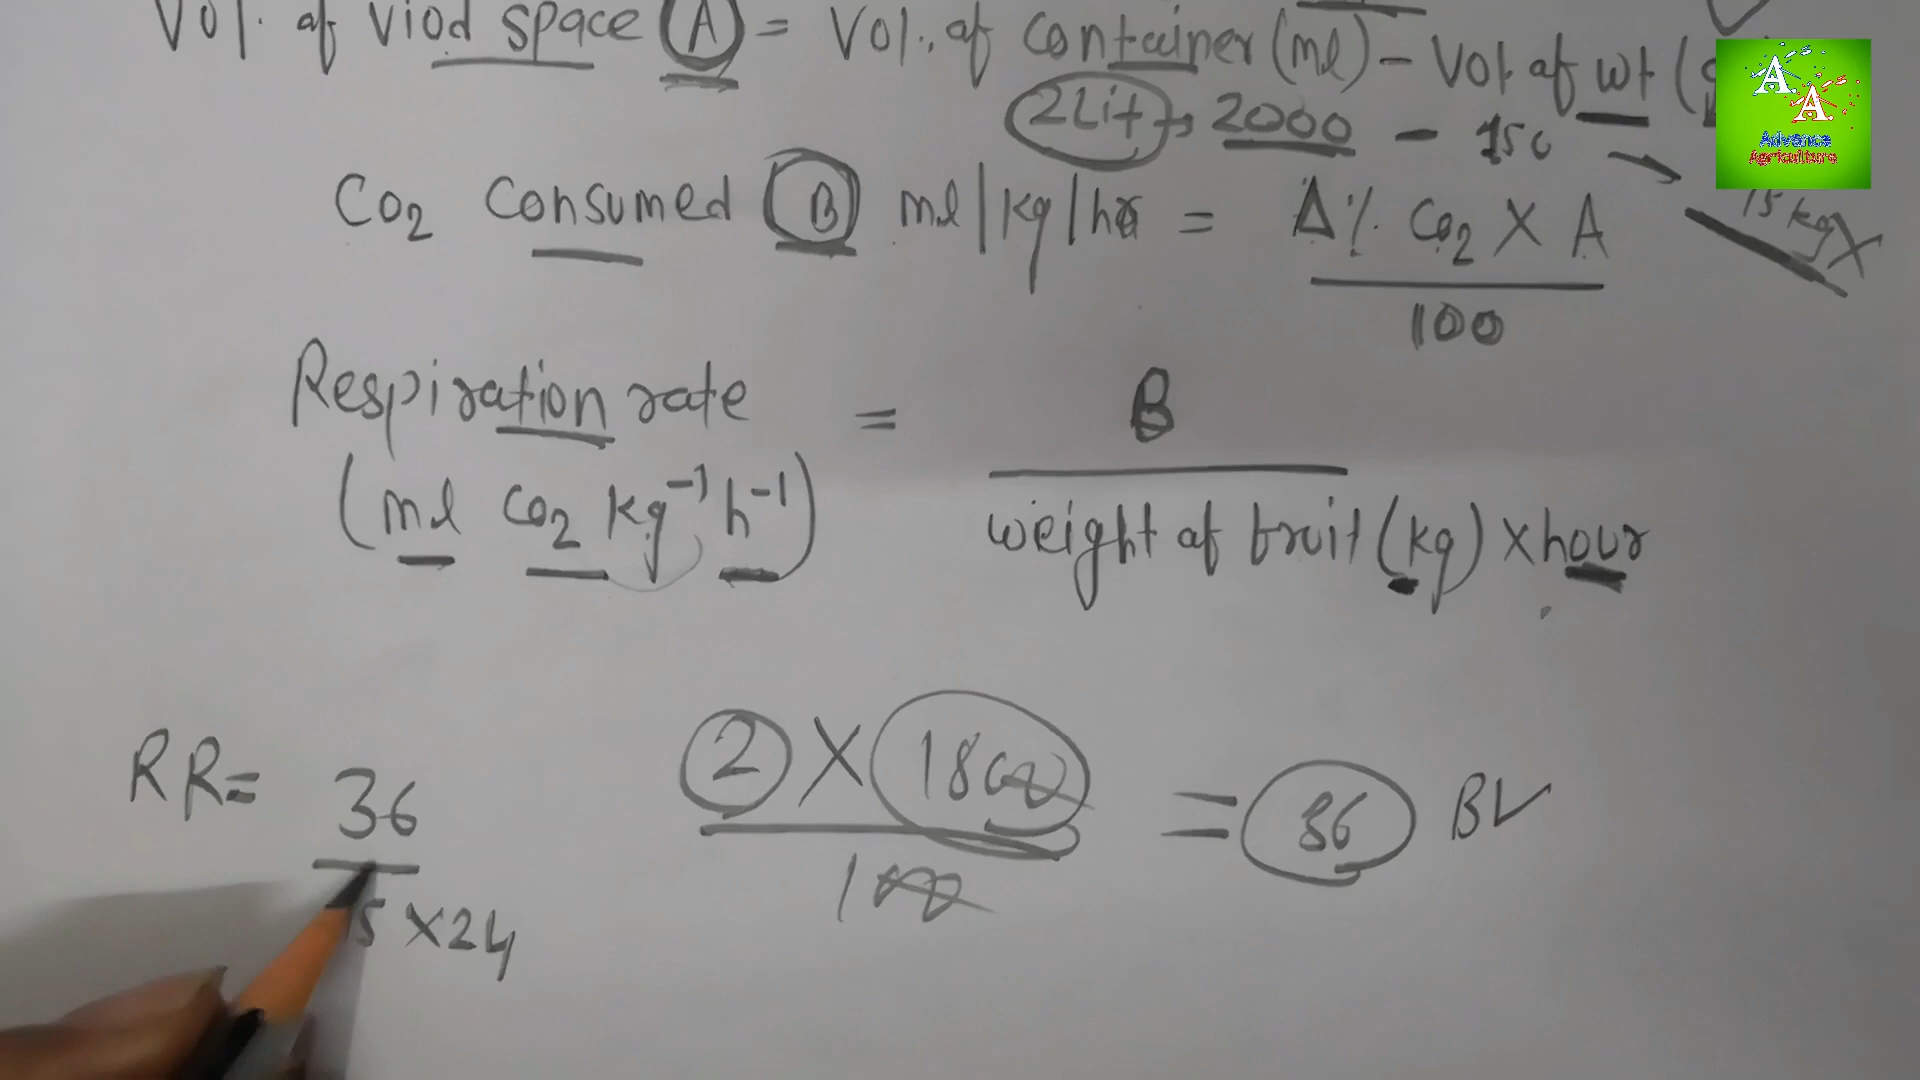 Vol. of Viod space A = Vol. of container (ml) - Vol of wt (
2Lit → 2000 - 150
15 kg X
CO2 Consumed B ml/kg/hr = Δ% CO2 X A
100
Respiration rate = B
(ml CO2 kg-1 h-1) weight of fruit (kg) x hour
RR= 36
5 X 24
2 X 1800 = 36 B
100
Advance
Agriculture
A
A